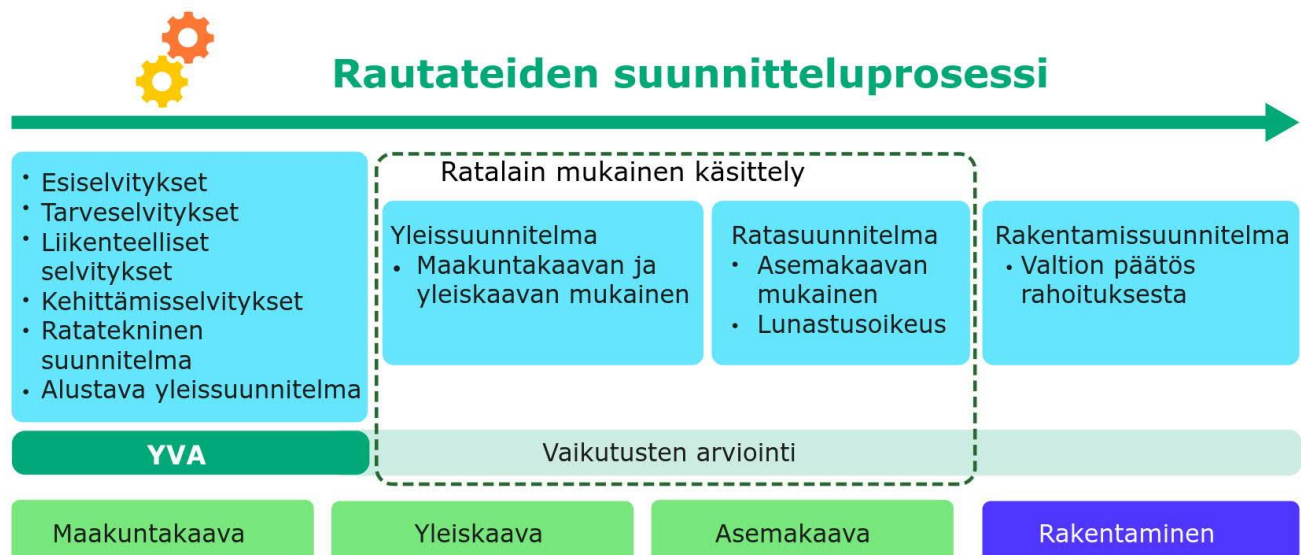 Rautateiden suunnitteluprosessi
• Esiselvitykset
• Tarveselvitykset
• Liikenteelliset
selvitykset
• Kehittämisselvitykset
• Ratatekninen
suunnitelma
• Alustava yleissuunnitelma
Ratalain mukainen käsittely
Yleissuunnitelma
• Maakuntakaavan ja
yleiskaavan mukainen
Ratasuunnitelma
• Asemakaavan
mukainen
• Lunastusoikeus
Rakentamissuunnitelma
• Valtion päätös
rahoituksesta
YVA
Vaikutusten arviointi
Maakuntakaava
Yleiskaava
Asemakaava
Rakentaminen